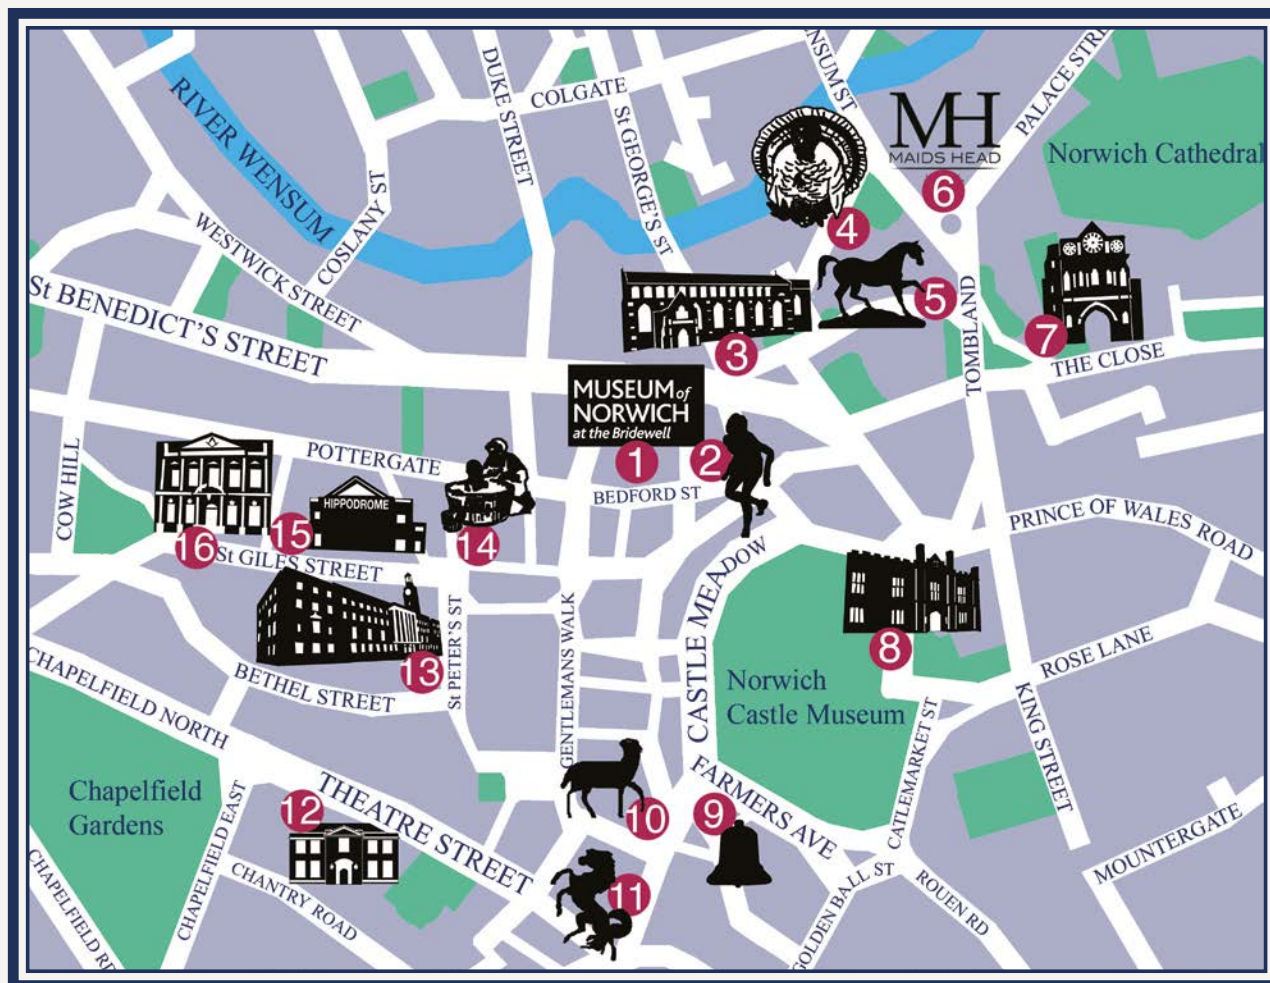 NSUM ST
PALACE STRE
DUKE STREET
COLGATE
St GEORGE'S ST
RIVER WENSUM
MH
MAIDS HEAD
Norwich Cathedral
6
4
COSLANY ST
WESTWICK STREET
5
7
St BENEDICT'S STREET
TOMBLAND
THE CLOSE
3
MUSEUM of
NORWICH
at the Bridewell
1
2
BEDFORD ST
POTTERGATE
COW HILL
HIPPODROME
16
15
14
St GILES STREET
PRINCE OF WALES ROAD
CASTLE MEADOW
8
13
St PETER'S ST
GENTLEMANS WALK
BETHEL STREET
CHAPELFIELD NORTH
Norwich
Castle Museum
ROSE LANE
KING STREET
CATLEMARKET ST
Chapelfield
Gardens
CHAPELFIELD EAST
THEATRE STREET
12
10
9
FARMERS AVE
11
CHANTRY ROAD
CHAPELFIELD RD
GOLDEN BALL ST
ROUEN RD
MOUNTERGATE